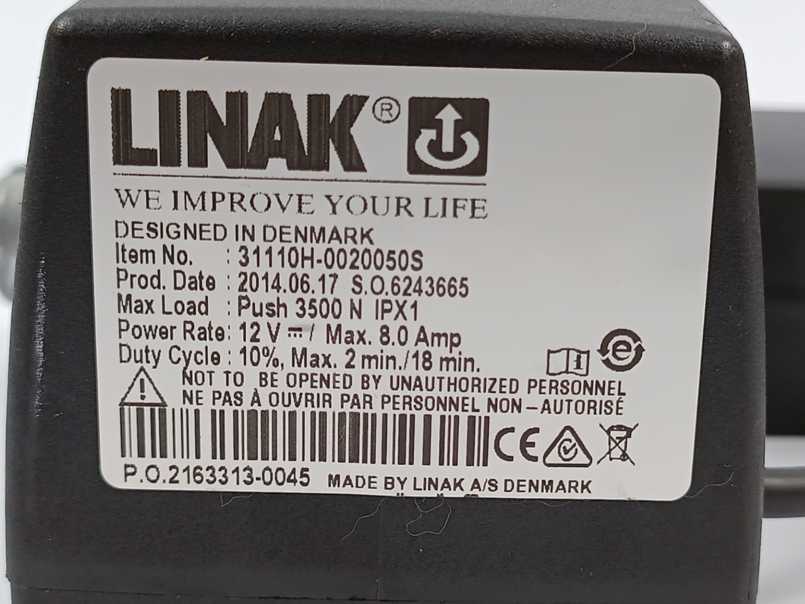 LINAK®
WE IMPROVE YOUR LIFE
DESIGNED IN DENMARK
Item No. : 31110H-0020050S
Prod. Date : 2014.06.17 S.O.6243665
Max Load : Push 3500 N IPX1
Power Rate: 12 V ⎓ / Max. 8.0 Amp
Duty Cycle : 10%, Max. 2 min./18 min.
NOT TO BE OPENED BY UNAUTHORIZED PERSONNEL
NE PAS À OUVRIR PAR PERSONNEL NON-AUTORISÉ
CE
P.O.2163313-0045 MADE BY LINAK A/S DENMARK